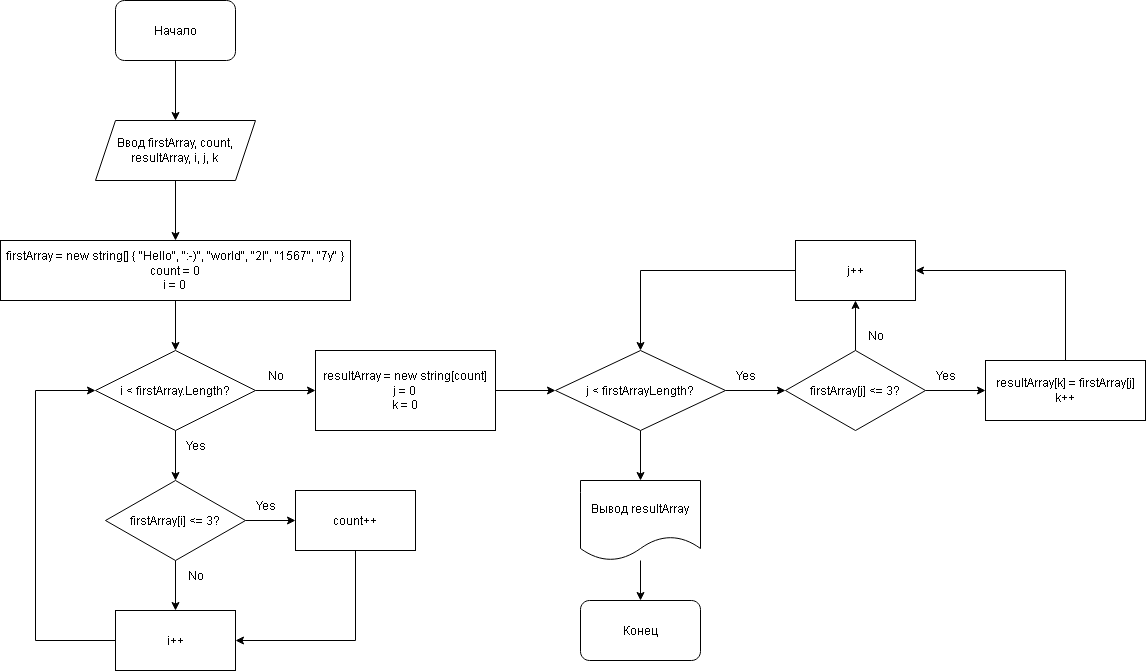 Начало
Ввод firstArray, count,
resultArray, i, j, k
firstArray = new string[] { "Hello", ":-)", "world", "2l", "1567", "7y" }
count = 0
i = 0
i < firstArray.Length?
No
Yes
firstArray[i] <= 3?
Yes
count++
No
i++
resultArray = new string[count]
j = 0
k = 0
j < firstArrayLength?
Yes
firstArray[j] <= 3?
No
j++
Yes
resultArray[k] = firstArray[j]
k++
Вывод resultArray
Конец